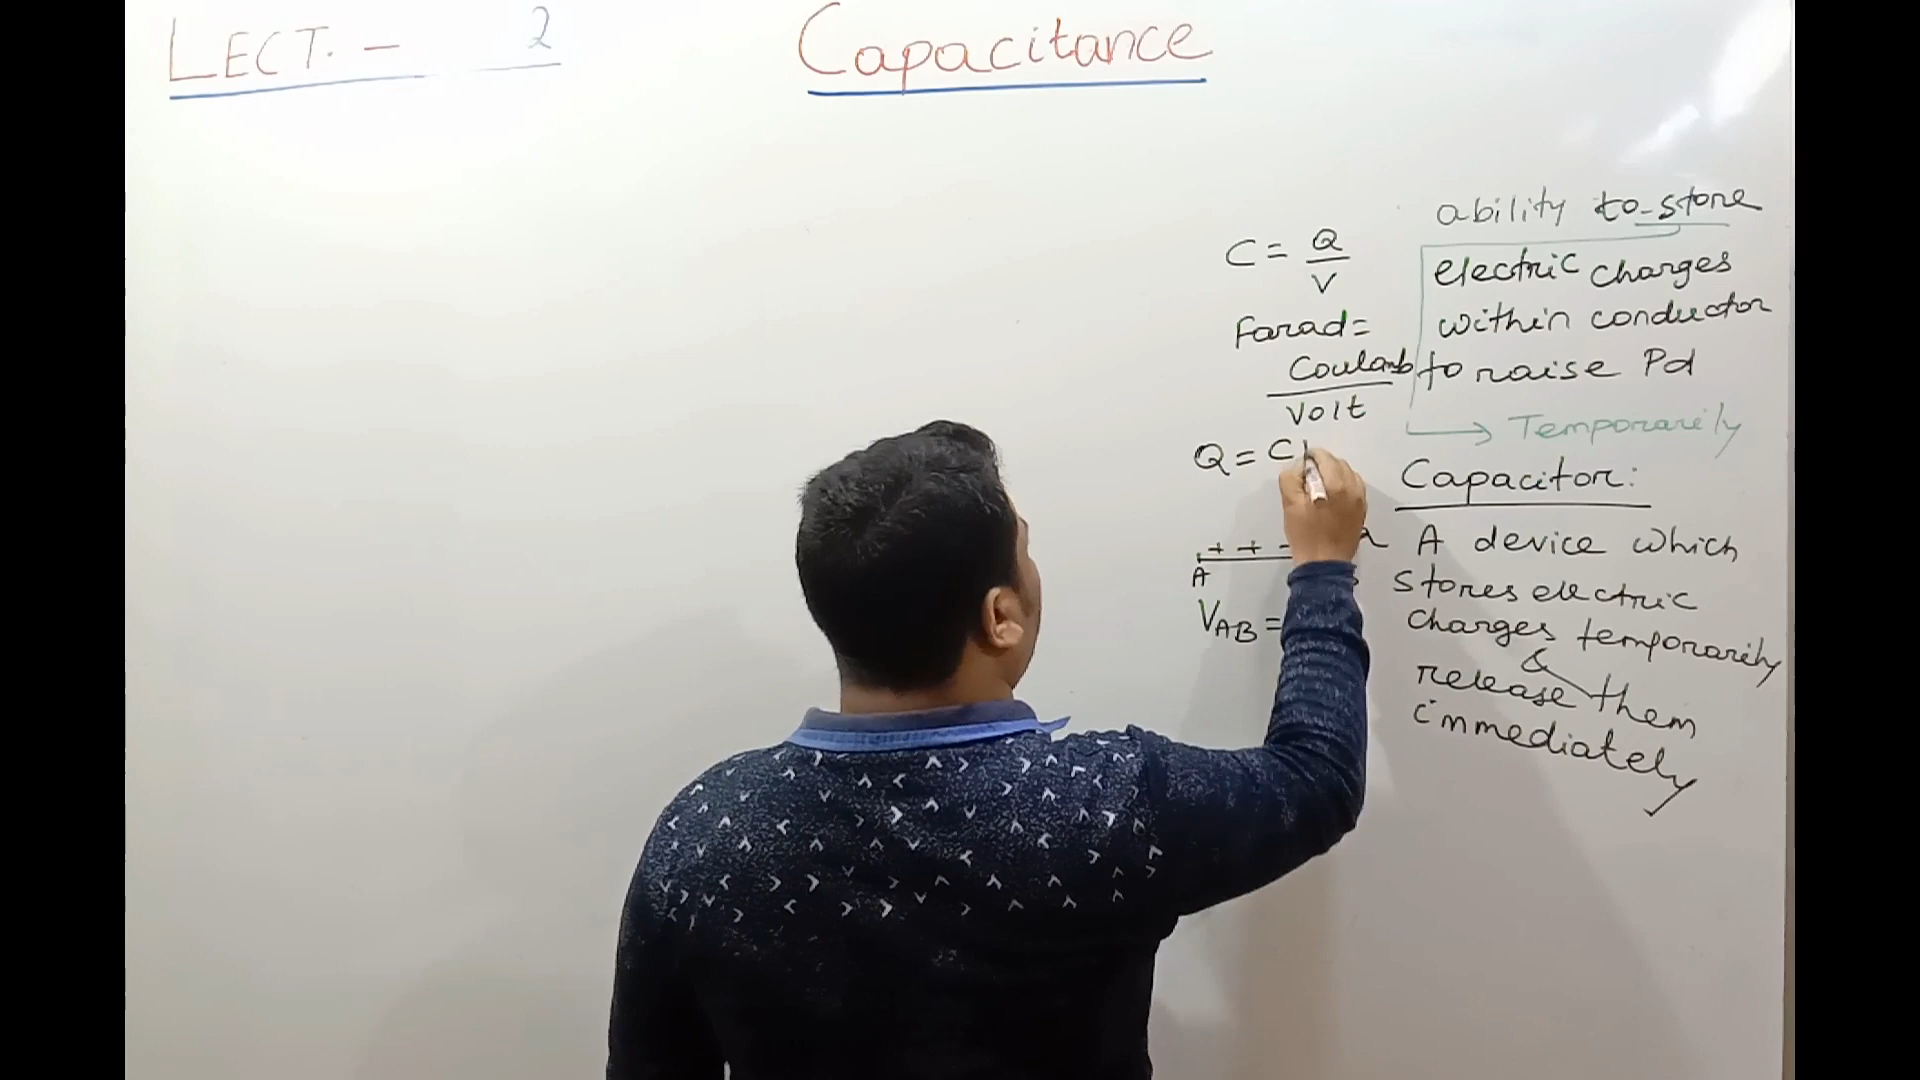 LECT. - 2
Capacitance
C = Q/V
Farad =
Coulomb/Volt
Q = C
+ +
A
VAB =
ability to store
electric charges
within conductor
to raise Pd
→ Temporarily
Capacitor:
A device which
stores electric
charges temporarily
&
release them
immediately